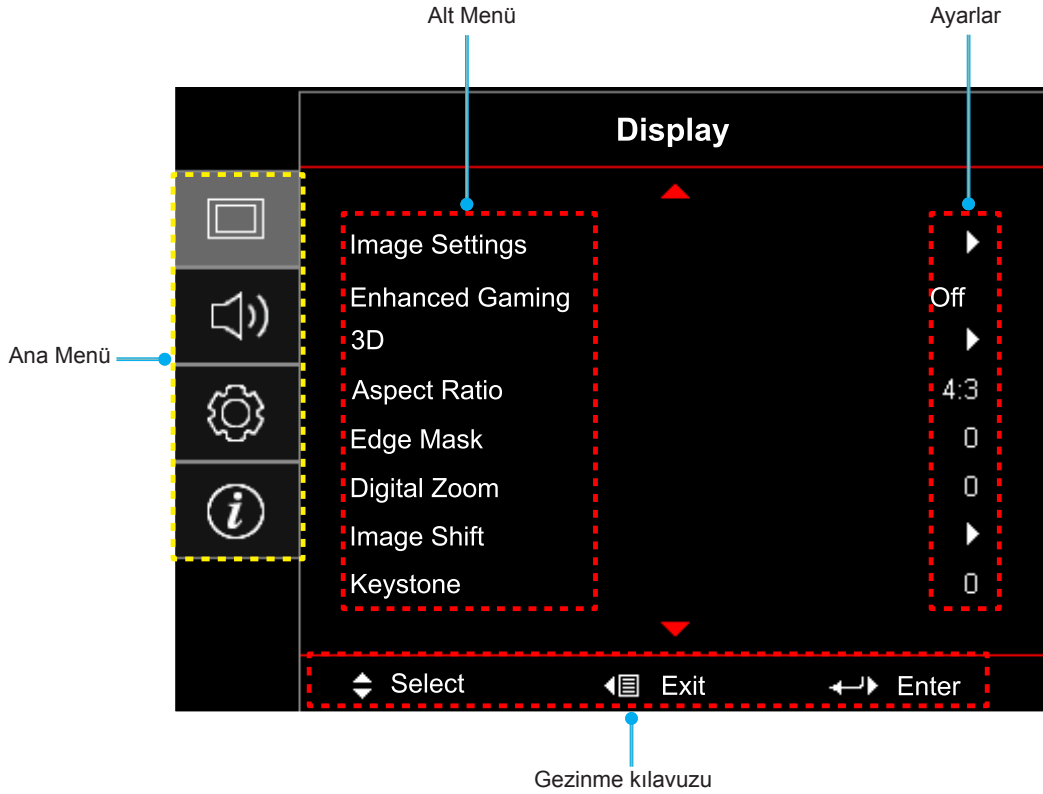 Alt Menü Ayarlar
Display
Image Settings
Enhanced Gaming Off
3D
Ana Menü
Aspect Ratio 4:3
Edge Mask 0
Digital Zoom 0
Image Shift
Keystone 0
Select Exit Enter
Gezinme kılavuzu